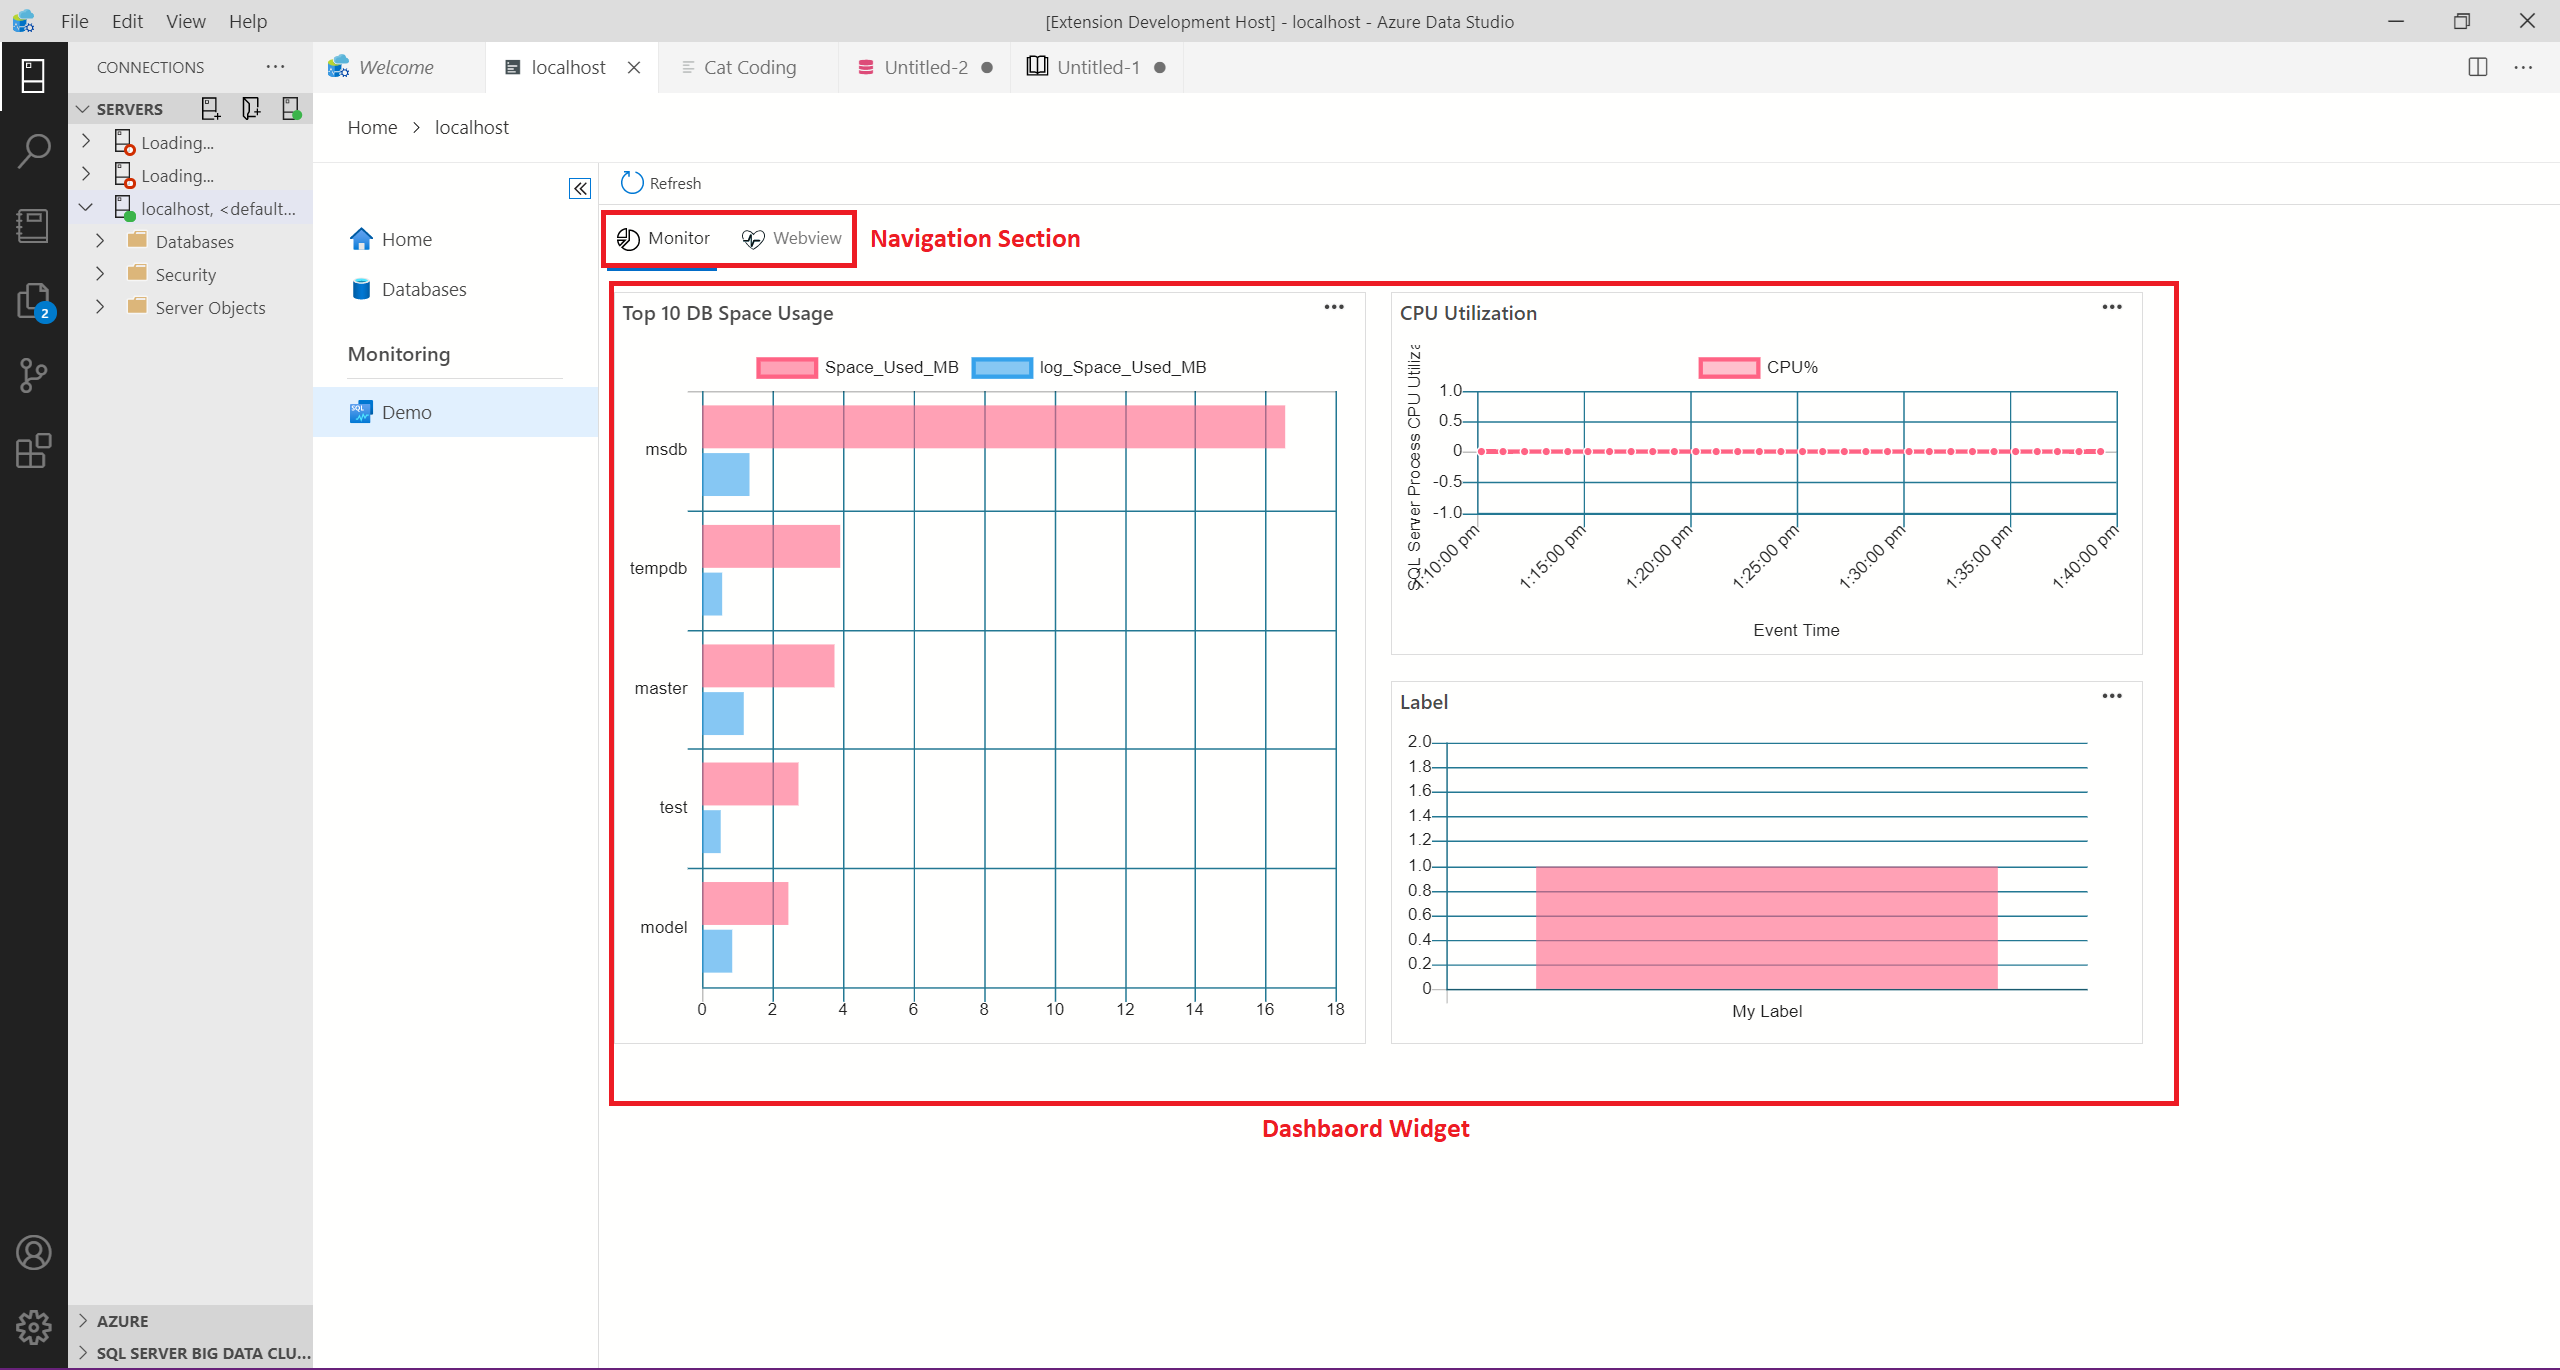 File Edit View Help
[Extension Development Host] - localhost - Azure Data Studio
CONNECTIONS
Welcome
localhost
Cat Coding
Untitled-2
Untitled-1
SERVERS
Loading...
Loading...
localhost, <default...
Databases
Security
Server Objects
2
AZURE
SQL SERVER BIG DATA CLU...
Home > localhost
Home
Databases
Monitoring
Demo
Refresh
Monitor
Webview
Navigation Section
Top 10 DB Space Usage
Space_Used_MB
log_Space_Used_MB
msdb
tempdb
master
test
model
0 2 4 6 8 10 12 14 16 18
CPU Utilization
CPU%
SQL Server Process CPU Utiliza
1.0
0.5
0
-0.5
-1.0
1:10:00 pm
1:15:00 pm
1:20:00 pm
1:25:00 pm
1:30:00 pm
1:35:00 pm
1:40:00 pm
Event Time
Label
2.0
1.8
1.6
1.4
1.2
1.0
0.8
0.6
0.4
0.2
0
My Label
Dashbaord Widget